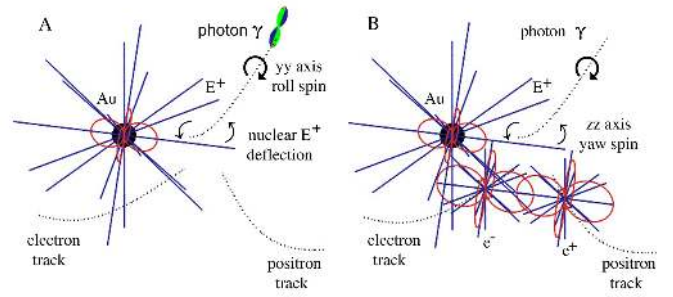 A
photon γ
yy axis
roll spin
E+
Au
nuclear E+
deflection
electron
track
positron
track
B
photon γ
E+
Au
zz axis
yaw spin
electron
track
e-
e+
positron
track